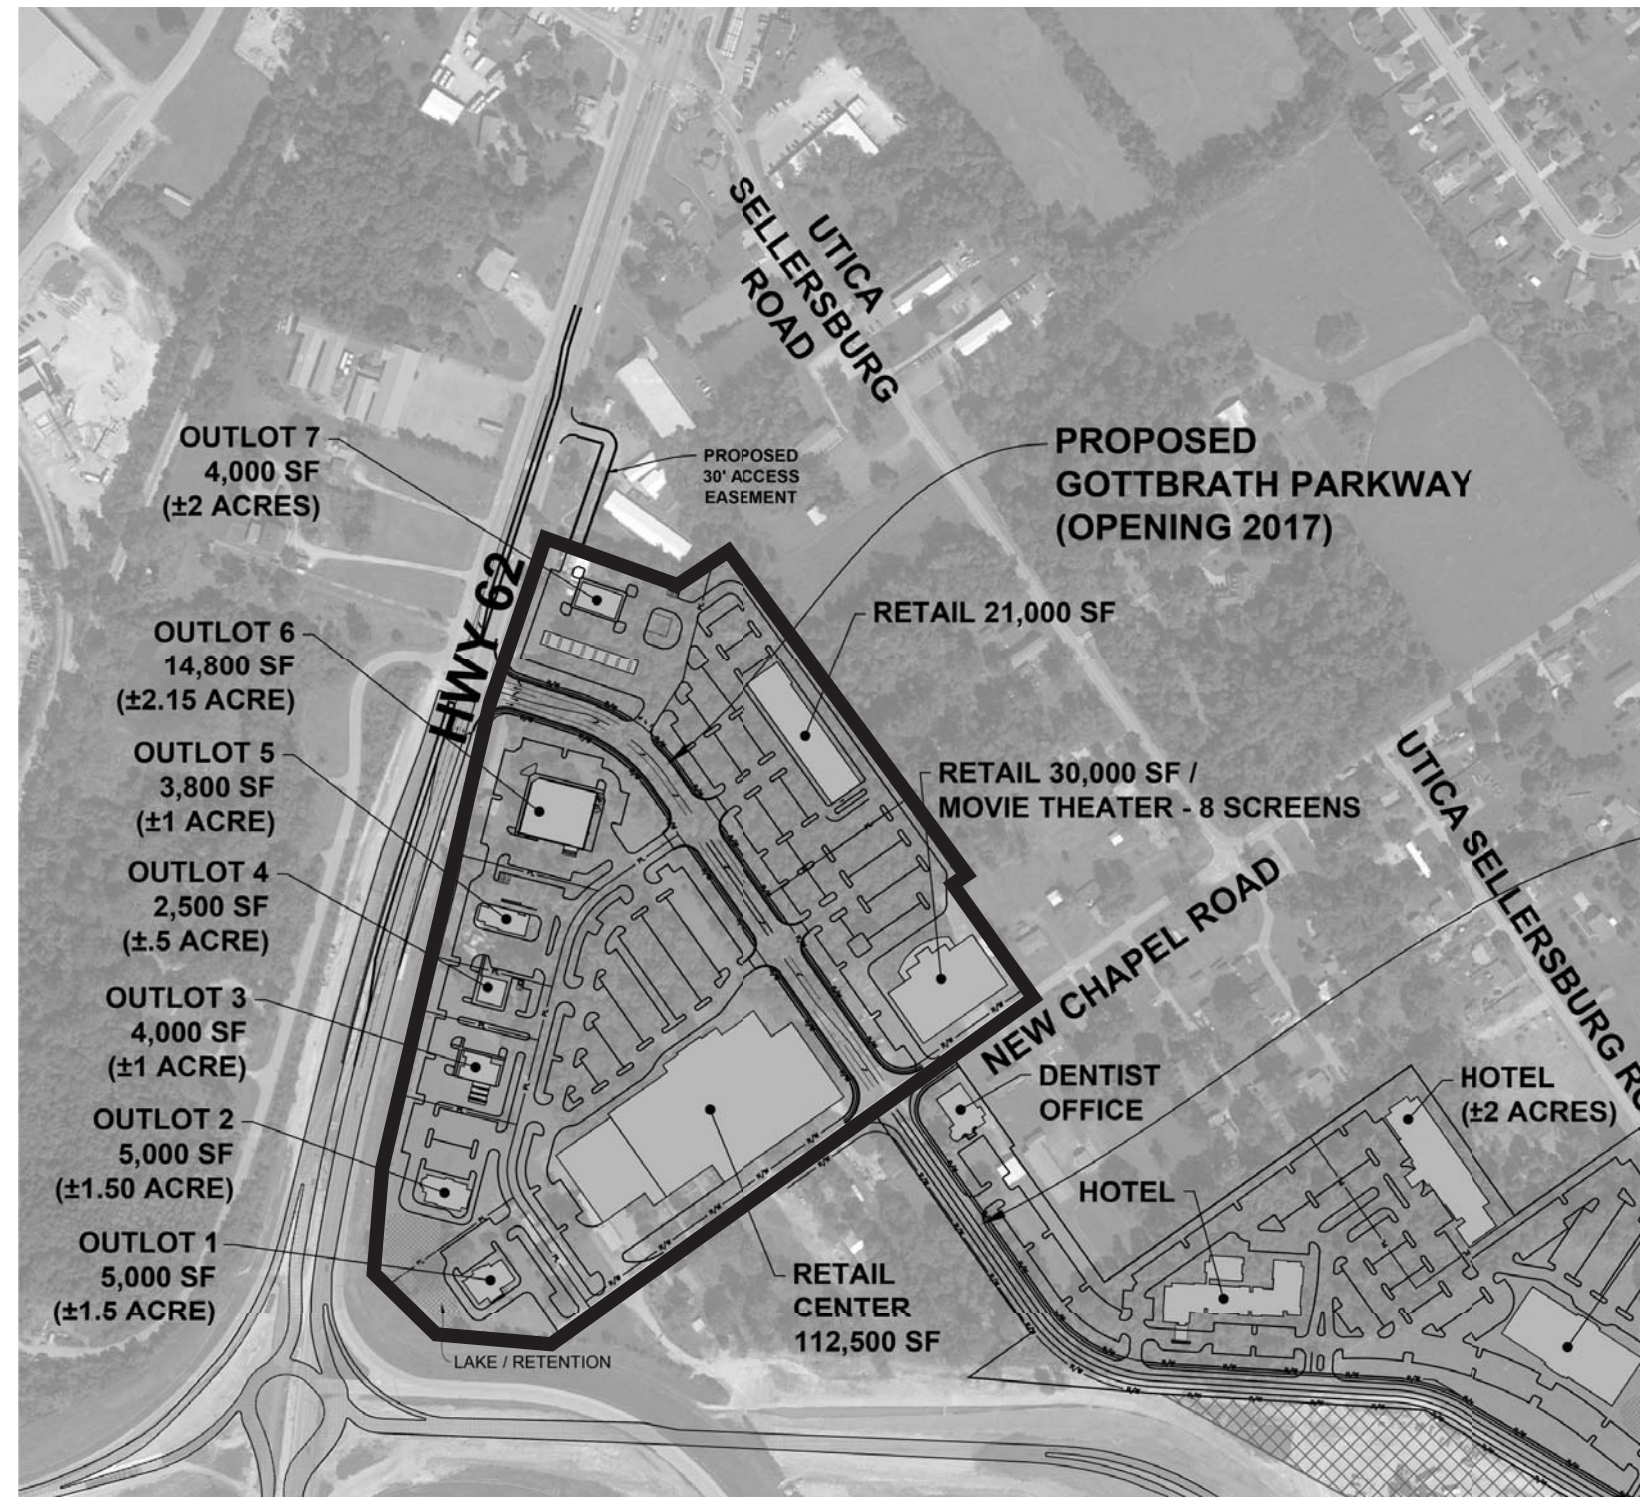 UTICA
SELLERSBURG
ROAD
OUTLOT 7
4,000 SF
(±2 ACRES)
PROPOSED
30' ACCESS
EASEMENT
PROPOSED
GOTTBRATH PARKWAY
(OPENING 2017)
HWY 62
RETAIL 21,000 SF
OUTLOT 6
14,800 SF
(±2.15 ACRE)
OUTLOT 5
3,800 SF
(±1 ACRE)
RETAIL 30,000 SF /
MOVIE THEATER - 8 SCREENS
UTICA SELLERSBURG RO
OUTLOT 4
2,500 SF
(±.5 ACRE)
NEW CHAPEL ROAD
OUTLOT 3
4,000 SF
(±1 ACRE)
DENTIST
OFFICE
HOTEL
(±2 ACRES)
OUTLOT 2
5,000 SF
(±1.50 ACRE)
HOTEL
OUTLOT 1
5,000 SF
(±1.5 ACRE)
RETAIL
CENTER
112,500 SF
LAKE / RETENTION